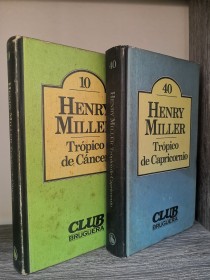 10
HENRY
MILLER
Trópico
de Cáncer
CLUB
BRUGUERA
40
HENRY
MILLER
Trópico
de Capricornio
CLUB
BRUGUERA